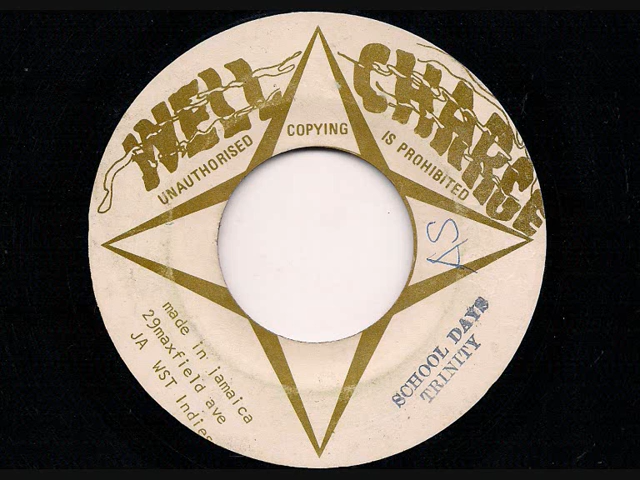 WELL CHARGE
UNAUTHORISED COPYING IS PROHIBITED
AS
SCHOOL DAYS
TRINITY
made in jamaica
29maxfield ave
JA WST Indies